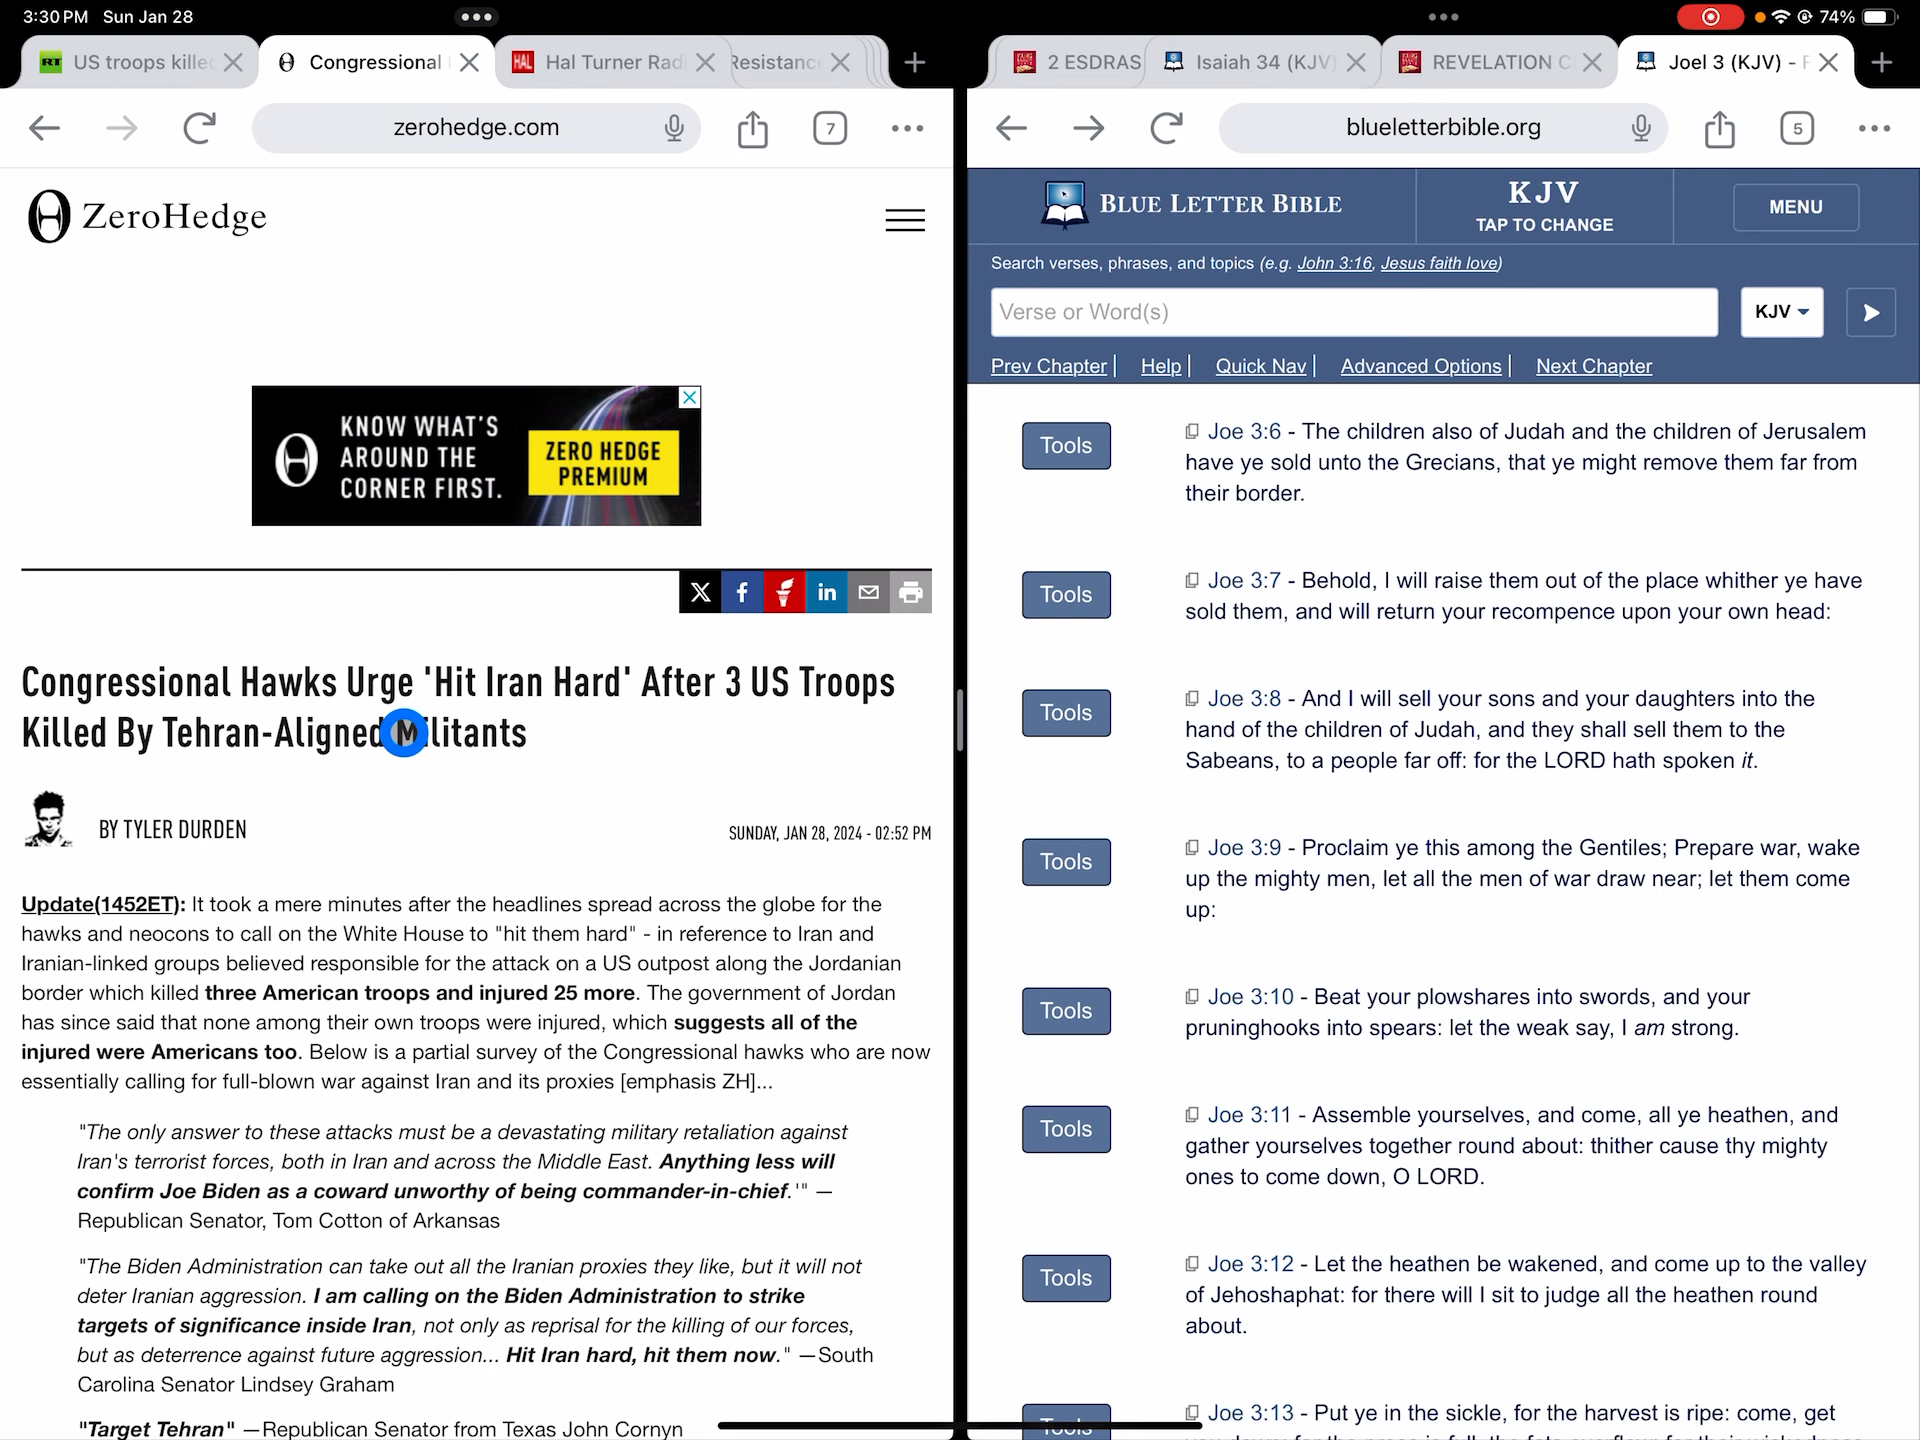 3:30 PM Sun Jan 28
74%
US troops kille
Congressional
HAL
Hal Turner Rad
Resistance
2 ESDRAS
Isaiah 34 (KJV)
REVELATION C
Joel 3 (KJV) - F
RT
zerohedge.com
7
blueletterbible.org
5
ZeroHedge
KNOW WHAT'S
AROUND THE
CORNER FIRST.
ZERO HEDGE
PREMIUM
Congressional Hawks Urge 'Hit Iran Hard' After 3 US Troops
Killed By Tehran-Aligned Militants
BY TYLER DURDEN
SUNDAY, JAN 28, 2024 - 02:52 PM
Update(1452ET): It took a mere minutes after the headlines spread across the globe for the
hawks and neocons to call on the White House to "hit them hard" - in reference to Iran and
Iranian-linked groups believed responsible for the attack on a US outpost along the Jordanian
border which killed three American troops and injured 25 more. The government of Jordan
has since said that none among their own troops were injured, which suggests all of the
injured were Americans too. Below is a partial survey of the Congressional hawks who are now
essentially calling for full-blown war against Iran and its proxies [emphasis ZH]...
"The only answer to these attacks must be a devastating military retaliation against
Iran's terrorist forces, both in Iran and across the Middle East. Anything less will
confirm Joe Biden as a coward unworthy of being commander-in-chief.'" —
Republican Senator, Tom Cotton of Arkansas
"The Biden Administration can take out all the Iranian proxies they like, but it will not
deter Iranian aggression. I am calling on the Biden Administration to strike
targets of significance inside Iran, not only as reprisal for the killing of our forces,
but as deterrence against future aggression... Hit Iran hard, hit them now." —South
Carolina Senator Lindsey Graham
"Target Tehran" —Republican Senator from Texas John Cornyn
BLUE LETTER BIBLE
KJV
TAP TO CHANGE
MENU
Search verses, phrases, and topics (e.g. John 3:16, Jesus faith love)
Verse or Word(s)
KJV
Prev Chapter | Help | Quick Nav | Advanced Options | Next Chapter
Tools
Joe 3:6 - The children also of Judah and the children of Jerusalem
have ye sold unto the Grecians, that ye might remove them far from
their border.
Tools
Joe 3:7 - Behold, I will raise them out of the place whither ye have
sold them, and will return your recompence upon your own head:
Tools
Joe 3:8 - And I will sell your sons and your daughters into the
hand of the children of Judah, and they shall sell them to the
Sabeans, to a people far off: for the LORD hath spoken it.
Tools
Joe 3:9 - Proclaim ye this among the Gentiles; Prepare war, wake
up the mighty men, let all the men of war draw near; let them come
up:
Tools
Joe 3:10 - Beat your plowshares into swords, and your
pruninghooks into spears: let the weak say, I am strong.
Tools
Joe 3:11 - Assemble yourselves, and come, all ye heathen, and
gather yourselves together round about: thither cause thy mighty
ones to come down, O LORD.
Tools
Joe 3:12 - Let the heathen be wakened, and come up to the valley
of Jehoshaphat: for there will I sit to judge all the heathen round
about.
Tools
Joe 3:13 - Put ye in the sickle, for the harvest is ripe: come, get